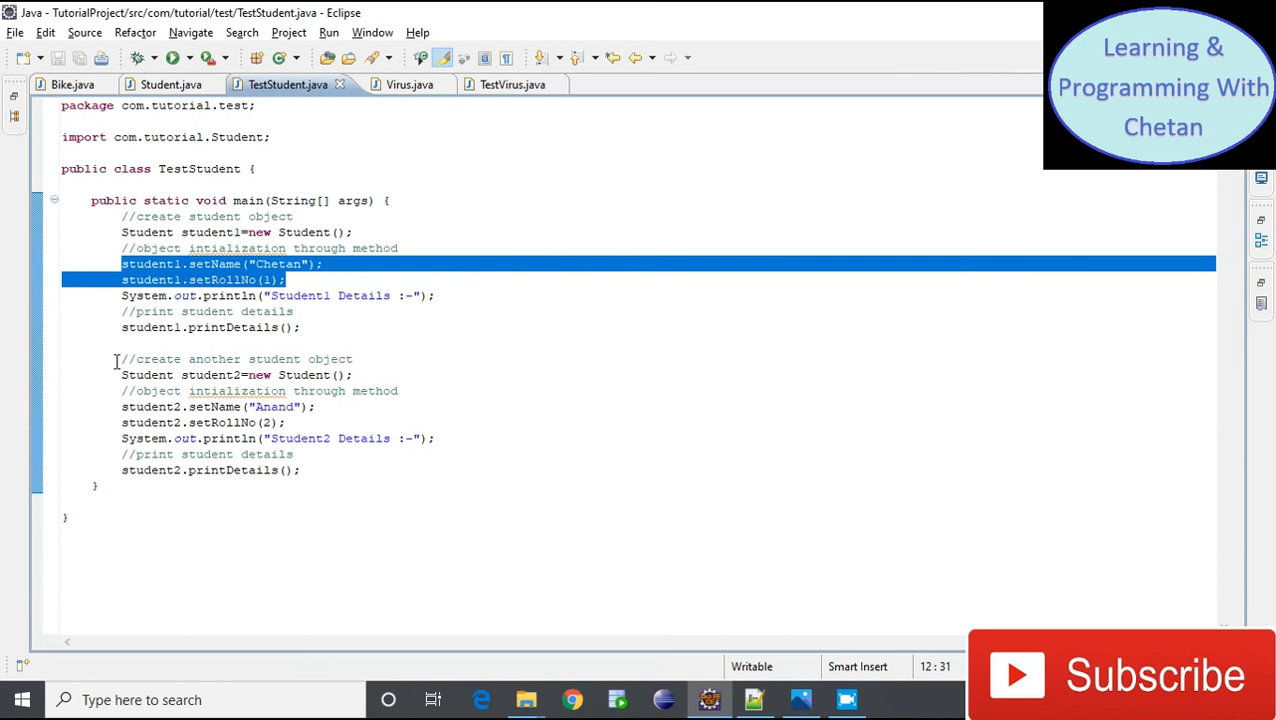 Java - TutorialProject/src/com/tutorial/test/TestStudent.java - Eclipse
File Edit Source Refactor Navigate Search Project Run Window Help
Bike.java Student.java TestStudent.java Virus.java TestVirus.java
Learning &
Programming With
Chetan
package com.tutorial.test;
import com.tutorial.Student;
public class TestStudent {
public static void main(String[] args) {
//create student object
Student student1=new Student();
//object intialization through method
student1.setName("Chetan");
student1.setRollNo(1);
System.out.println("Student1 Details :-");
//print student details
student1.printDetails();
//create another student object
Student student2=new Student();
//object intialization through method
student2.setName("Anand");
student2.setRollNo(2);
System.out.println("Student2 Details :-");
//print student details
student2.printDetails();
}
}
Writable Smart Insert 12 : 31
Subscribe
Type here to search